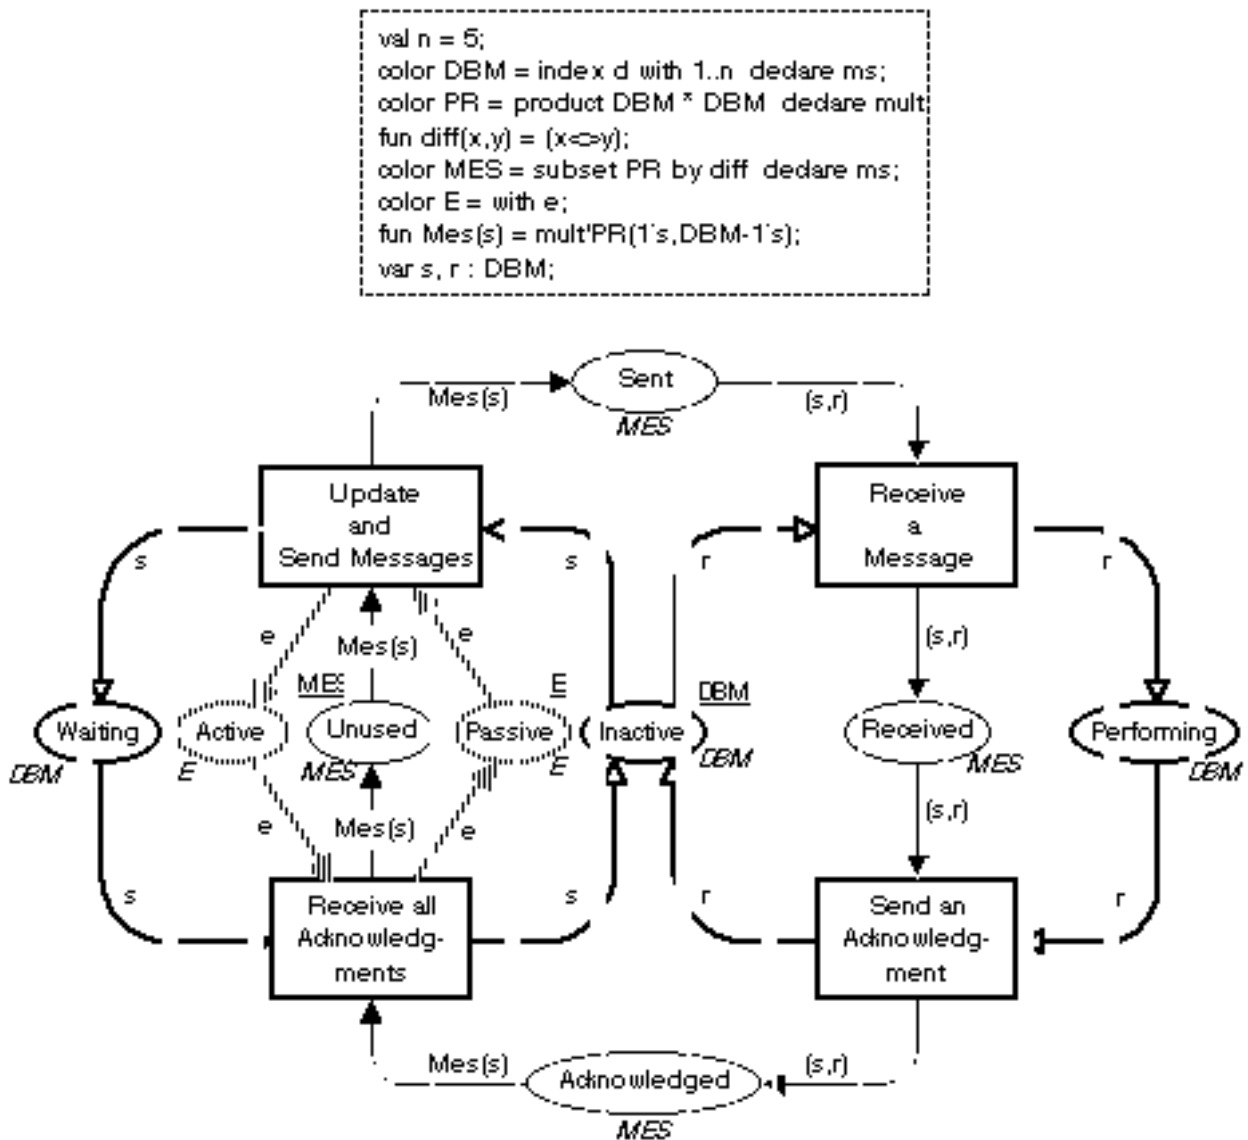 val n = 5;
color DBM = index d with 1..n declare ms;
color PR = product DBM * DBM declare mult
fun diff(x,y) = (x<>y);
color MES = subset PR by diff declare ms;
color E = with e;
fun Mes(s) = mult'PR(1`s,DBM-1`s);
var s, r : DBM;
Sent
Mes(s)
(s,r)
MES
Update
and
Send Messages
Receive
a
Message
s
s
r
r
e
Mes(s)
e
(s,r)
MES
E
DBM
Waiting
Active
Unused
Passive
Inactive
Received
Performing
DBM
E
MES
E
DBM
MES
DBM
e
Mes(s)
e
(s,r)
s
s
r
r
Receive all
Acknowledg-
ments
Send an
Acknowledg-
ment
Mes(s)
Acknowledged
(s,r)
MES